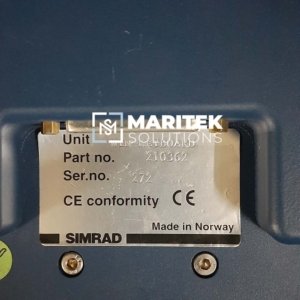 MARITEK
SOLUTIONS
Unit
Part no. 210362
Ser.no. 272
CE conformity CE
Made in Norway
SIMRAD